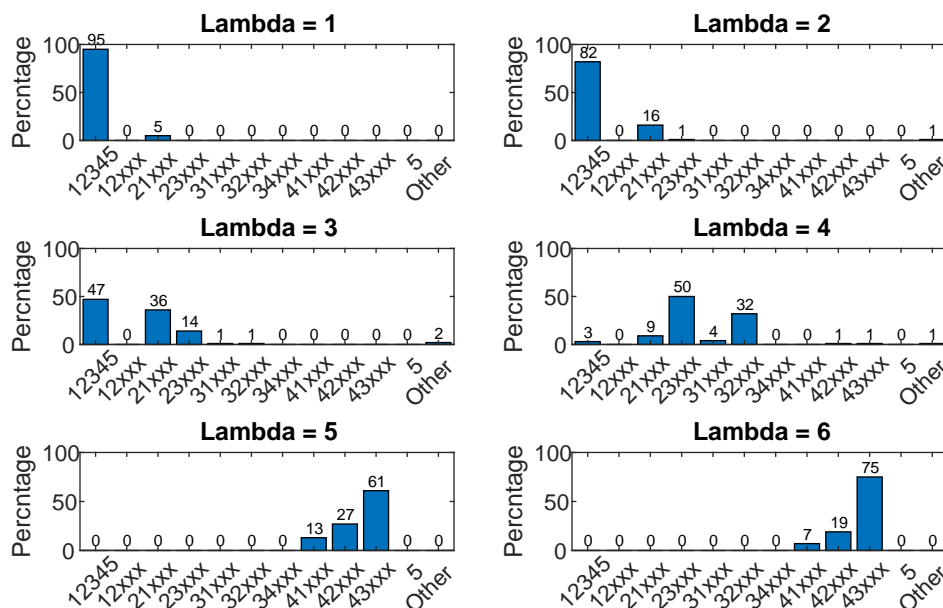 Lambda = 1
Percntage
100
50
0
95 0 5 0 0 0 0 0 0 0 0 0
12345 12xxx 21xxx 23xxx 31xxx 32xxx 34xxx 41xxx 42xxx 43xxx 5 Other
Lambda = 2
Percntage
100
50
0
82 0 16 1 0 0 0 0 0 0 0 1
12345 12xxx 21xxx 23xxx 31xxx 32xxx 34xxx 41xxx 42xxx 43xxx 5 Other
Lambda = 3
Percntage
100
50
0
47 0 36 14 1 1 0 0 0 0 0 2
12345 12xxx 21xxx 23xxx 31xxx 32xxx 34xxx 41xxx 42xxx 43xxx 5 Other
Lambda = 4
Percntage
100
50
0
3 0 9 50 4 32 0 0 1 1 0 1
12345 12xxx 21xxx 23xxx 31xxx 32xxx 34xxx 41xxx 42xxx 43xxx 5 Other
Lambda = 5
Percntage
100
50
0
0 0 0 0 0 0 0 13 27 61 0 0
12345 12xxx 21xxx 23xxx 31xxx 32xxx 34xxx 41xxx 42xxx 43xxx 5 Other
Lambda = 6
Percntage
100
50
0
0 0 0 0 0 0 0 7 19 75 0 0
12345 12xxx 21xxx 23xxx 31xxx 32xxx 34xxx 41xxx 42xxx 43xxx 5 Other